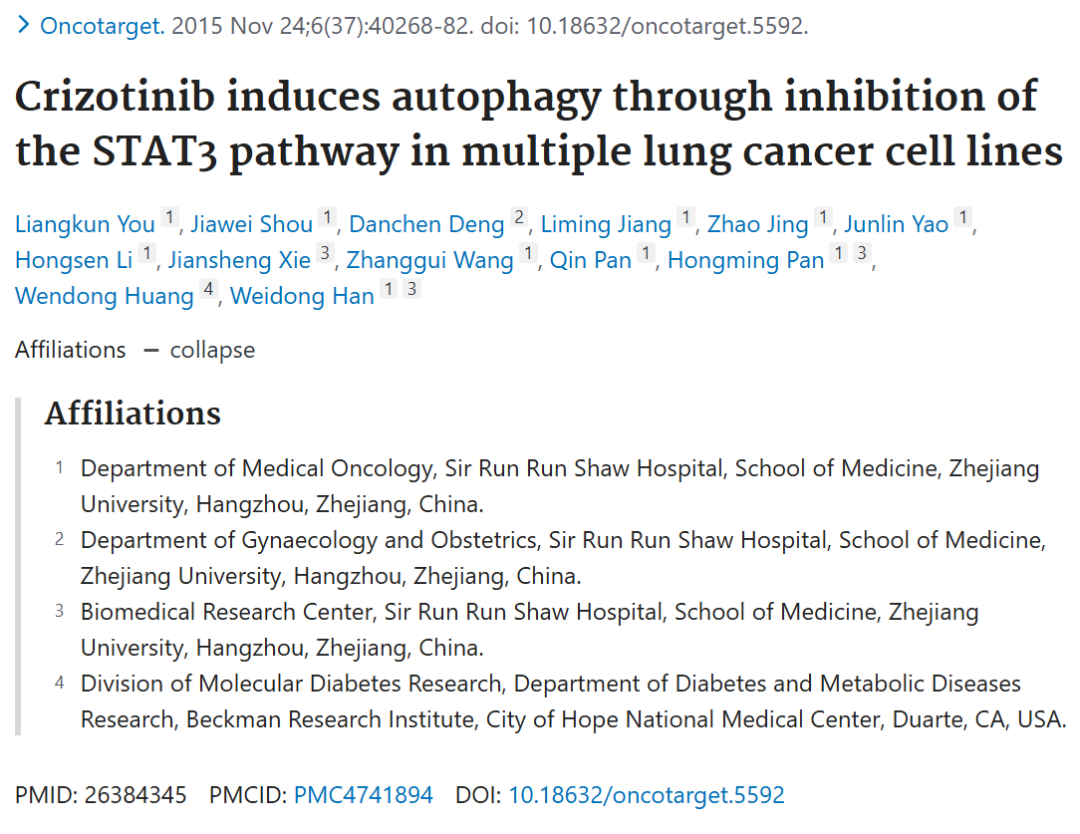 > Oncotarget. 2015 Nov 24;6(37):40268-82. doi: 10.18632/oncotarget.5592.
Crizotinib induces autophagy through inhibition of
the STAT3 pathway in multiple lung cancer cell lines
Liangkun You 1, Jiawei Shou 1, Danchen Deng 2, Liming Jiang 1, Zhao Jing 1, Junlin Yao 1,
Hongsen Li 1, Jiansheng Xie 3, Zhanggui Wang 1, Qin Pan 1, Hongming Pan 1 3,
Wendong Huang 4, Weidong Han 1 3
Affiliations — collapse
Affiliations
1 Department of Medical Oncology, Sir Run Run Shaw Hospital, School of Medicine, Zhejiang
University, Hangzhou, Zhejiang, China.
2 Department of Gynaecology and Obstetrics, Sir Run Run Shaw Hospital, School of Medicine,
Zhejiang University, Hangzhou, Zhejiang, China.
3 Biomedical Research Center, Sir Run Run Shaw Hospital, School of Medicine, Zhejiang
University, Hangzhou, Zhejiang, China.
4 Division of Molecular Diabetes Research, Department of Diabetes and Metabolic Diseases
Research, Beckman Research Institute, City of Hope National Medical Center, Duarte, CA, USA.
PMID: 26384345 PMCID: PMC4741894 DOI: 10.18632/oncotarget.5592